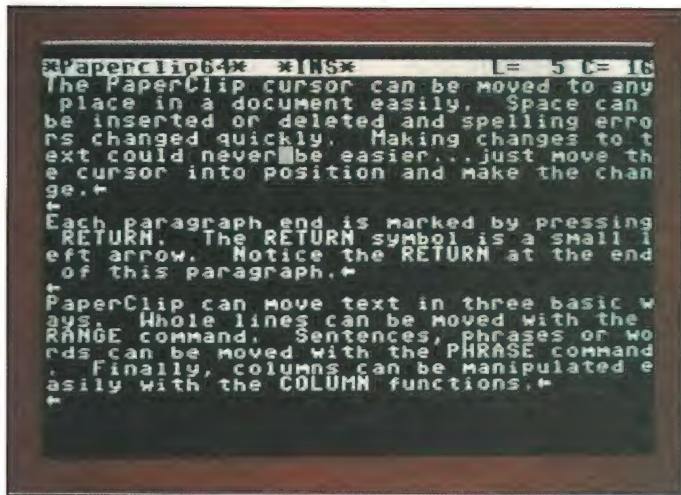 *Paperclip64* *INS* L= 5 C= 16
The PaperClip cursor can be moved to any
place in a document easily. Space can
be inserted or deleted and spelling erro
rs changed quickly. Making changes to t
ext could never be easier...just move th
e cursor into position and make the chan
ge.←
←
Each paragraph end is marked by pressing
RETURN. The RETURN symbol is a small l
eft arrow. Notice the RETURN at the end
of this paragraph.←
←
PaperClip can move text in three basic w
ays. Whole lines can be moved with the
RANGE command. Sentences, phrases or wo
rds can be moved with the PHRASE command
. Finally, columns can be manipulated e
asily with the COLUMN functions.←
←